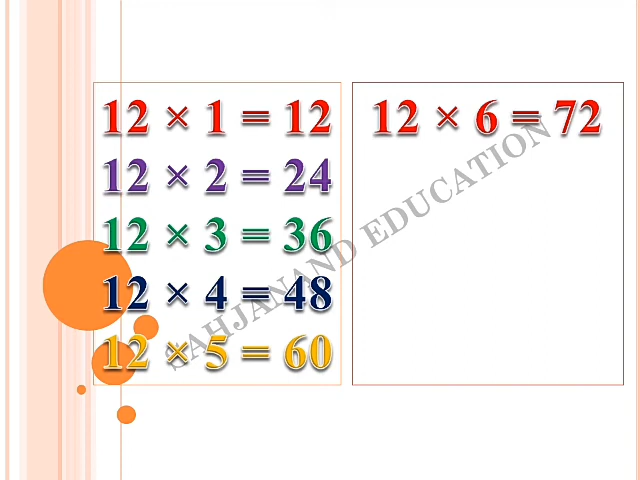 12 × 1 = 12
12 × 2 = 24
12 × 3 = 36
12 × 4 = 48
12 × 5 = 60
12 × 6 = 72
SAHJANAND EDUCATION